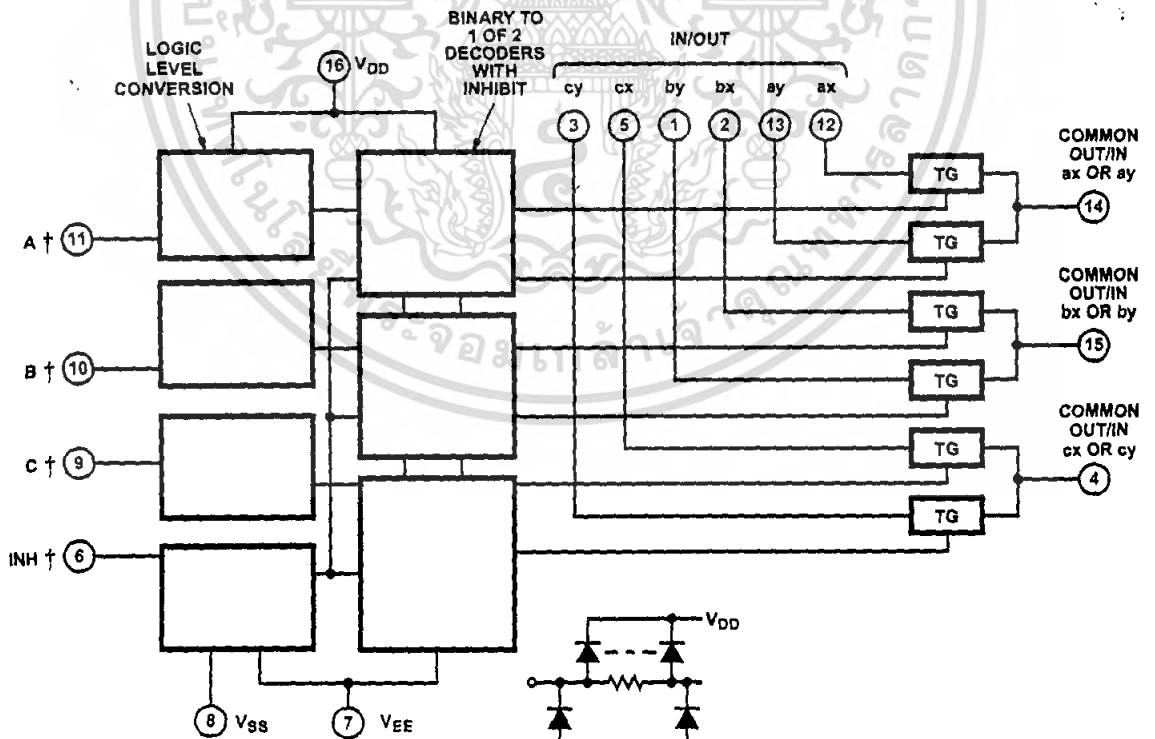 LOGIC
LEVEL
CONVERSION
16 VDD
BINARY TO
1 OF 2
DECODERS
WITH
INHIBIT
IN/OUT
cy cx by bx ay ax
3 5 1 2 13 12
COMMON
OUT/IN
ax OR ay
14
TG
TG
A † 11
COMMON
OUT/IN
bx OR by
15
TG
TG
B † 10
COMMON
OUT/IN
cx OR cy
4
TG
TG
C † 9
INH † 6
8 VSS
7 VEE
VDD